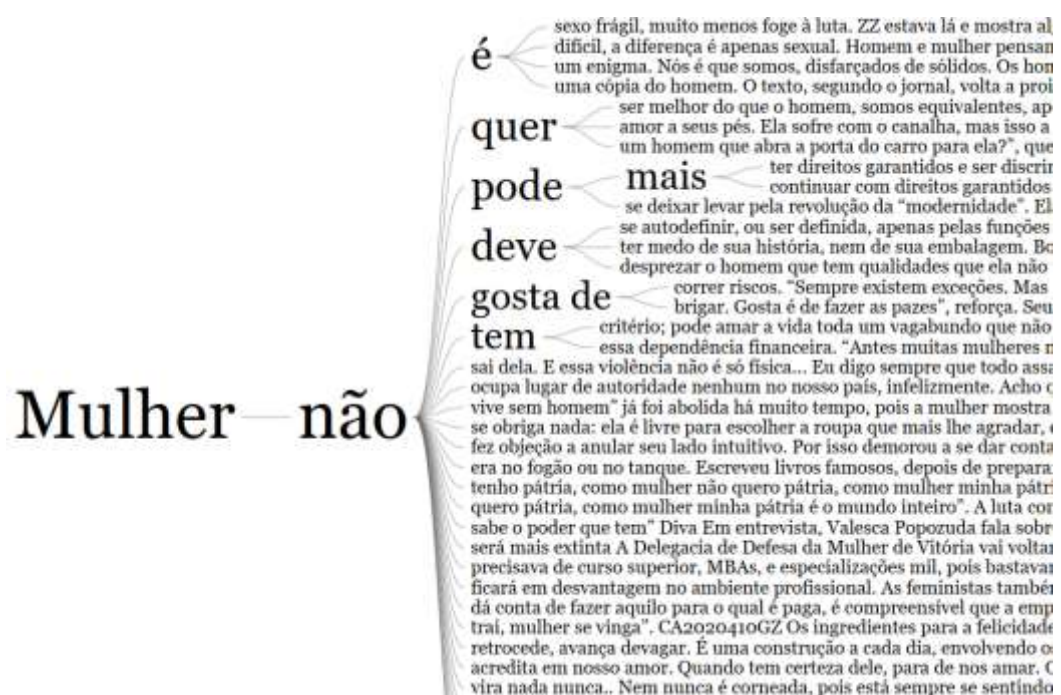 sexo frágil, muito menos foge à luta. ZZ estava lá e mostra
é
difícil, a diferença é apenas sexual. Homem e mulher pensam
um enigma. Nós é que somos, disfarçados de sólidos. Os
uma cópia do homem. O texto, segundo o jornal, volta a
quer
ser melhor do que o homem, somos equivalentes,
amor a seus pés. Ela sofre com o canalha, mas isso a
um homem que abra a porta do carro para ela?", que
pode
mais
ter direitos garantidos e ser
continuar com direitos garantidos
se deixar levar pela revolução da "modernidade".
deve
se autodefinir, ou ser definida, apenas pelas funções
ter medo de sua história, nem de sua embalagem.
desprezar o homem que tem qualidades que ela não
gosta de
correr riscos. "Sempre existem exceções. Mas
brigar. Gosta é de fazer as pazes", reforça. Seu
tem
critério; pode amar a vida toda um vagabundo que não
essa dependência financeira. "Antes muitas mulheres
sai dela. E essa violência não é só física... Eu digo sempre que todo
ocupa lugar de autoridade nenhum no nosso país, infelizmente. Acho
Mulher não
vive sem homem" já foi abolida há muito tempo, pois a mulher mostra
se obriga nada: ela é livre para escolher a roupa que mais lhe agradar,
fez objeção a anular seu lado intuitivo. Por isso demorou a se dar conta
era no fogão ou no tanque. Escreveu livros famosos, depois de
tenho pátria, como mulher não quero pátria, como mulher minha
quero pátria, como mulher minha pátria é o mundo inteiro". A luta
sabe o poder que tem" Diva Em entrevista, Valesca Popozuda fala
será mais extinta A Delegacia de Defesa da Mulher de Vitória vai
precisava de curso superior, MBAs, e especializações mil, pois
ficará em desvantagem no ambiente profissional. As feministas
dá conta de fazer aquilo para o qual é paga, é compreensível que a
trai, mulher se vinga". CA2020410GZ Os ingredientes para a felicidade
retrocede, avança devagar. É uma construção a cada dia, envolvendo
acredita em nosso amor. Quando tem certeza dele, para de nos amar.
vira nada nunca.. Nem nunca é corneada, pois está sempre se sentindo